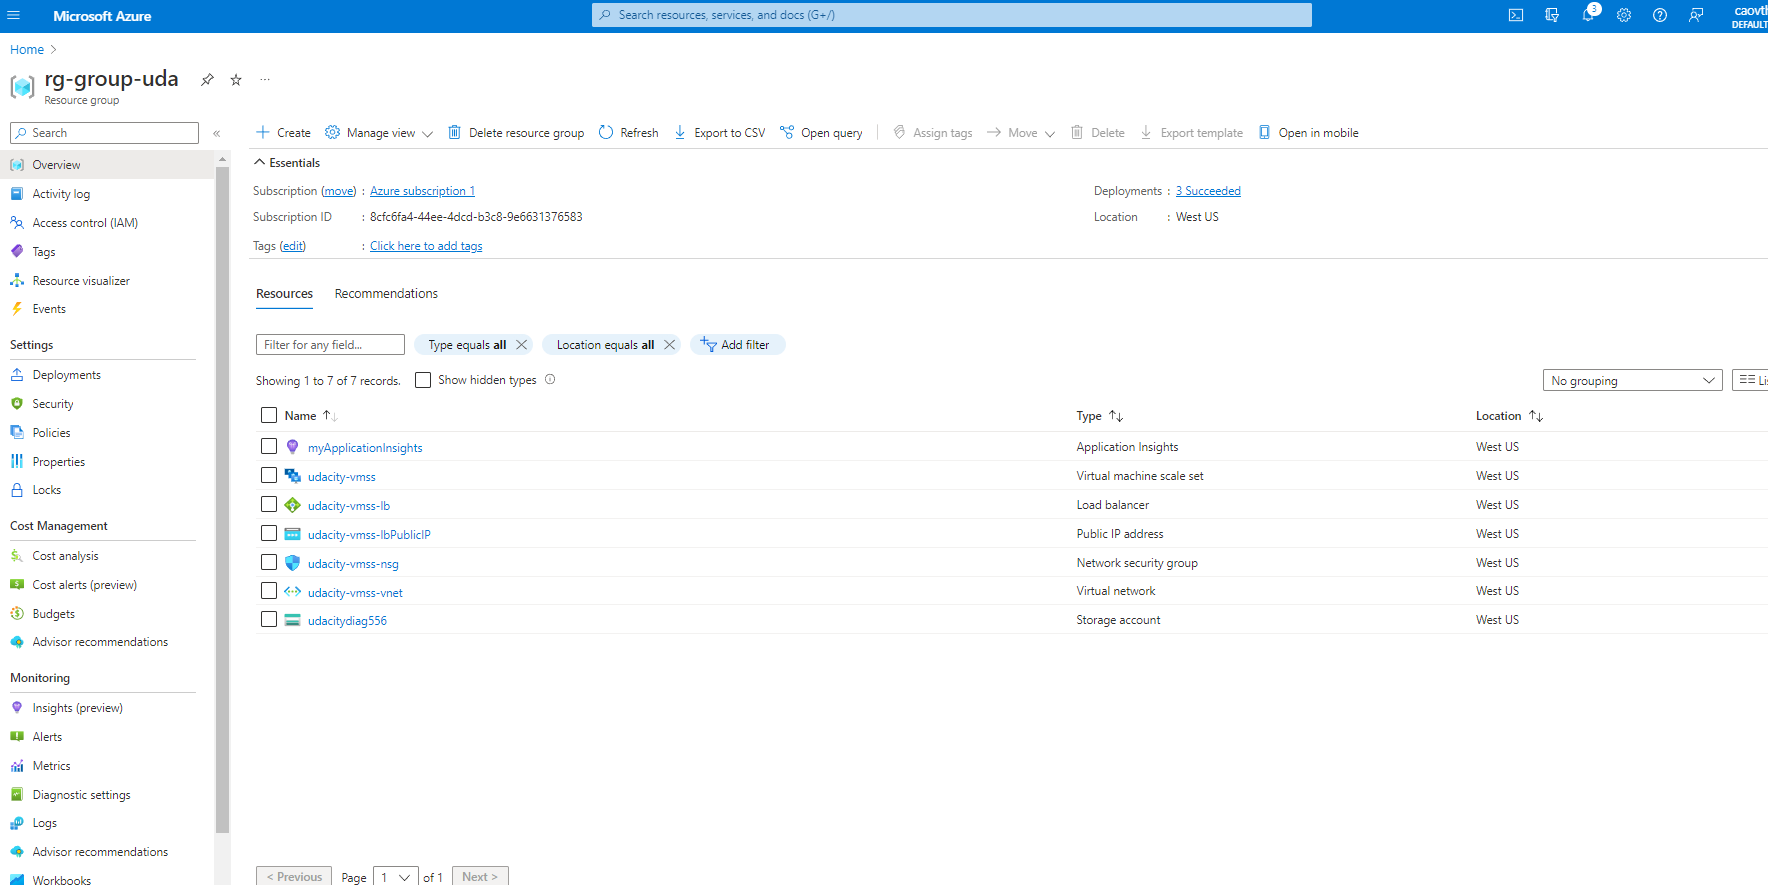 Microsoft Azure
Search resources, services, and docs (G+/)
3
caovth
DEFAULT
Home
rg-group-uda
Resource group
Search
Create
Manage view
Delete resource group
Refresh
Export to CSV
Open query
Assign tags
Move
Delete
Export template
Open in mobile
Overview
Activity log
Access control (IAM)
Tags
Resource visualizer
Events
Settings
Deployments
Security
Policies
Properties
Locks
Cost Management
Cost analysis
Cost alerts (preview)
Budgets
Advisor recommendations
Monitoring
Insights (preview)
Alerts
Metrics
Diagnostic settings
Logs
Advisor recommendations
Workbooks
Essentials
Subscription (move) : Azure subscription 1
Subscription ID : 8cfc6fa4-44ee-4dcd-b3c8-9e6631376583
Tags (edit) : Click here to add tags
Deployments : 3 Succeeded
Location : West US
Resources Recommendations
Filter for any field... Type equals all Location equals all Add filter
Showing 1 to 7 of 7 records. Show hidden types No grouping Li
Name Type Location
myApplicationInsights Application Insights West US
udacity-vmss Virtual machine scale set West US
udacity-vmss-lb Load balancer West US
udacity-vmss-lbPublicIP Public IP address West US
udacity-vmss-nsg Network security group West US
udacity-vmss-vnet Virtual network West US
udacitydiag556 Storage account West US
< Previous Page 1 of 1 Next >